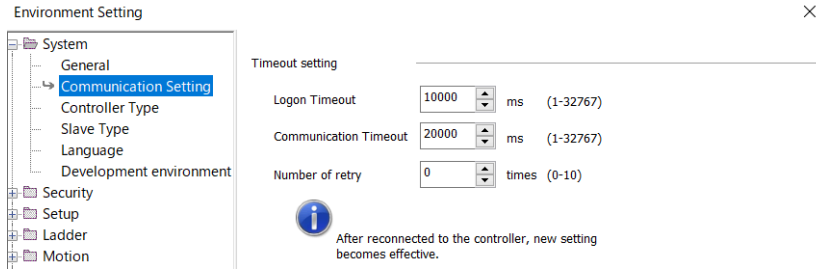 Environment Setting
System
General
Communication Setting
Controller Type
Slave Type
Language
Development environment
Security
Setup
Ladder
Motion
Timeout setting
Logon Timeout 10000 ms (1-32767)
Communication Timeout 20000 ms (1-32767)
Number of retry 0 times (0-10)
After reconnected to the controller, new setting
becomes effective.